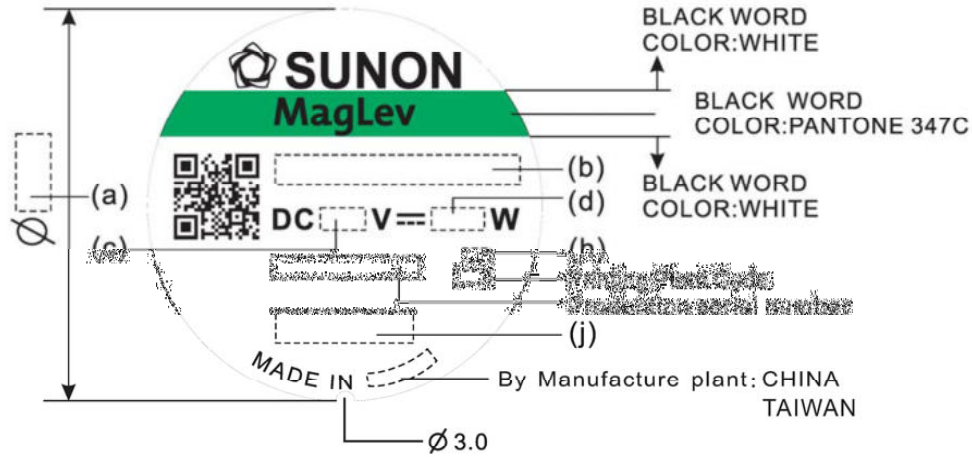 BLACK WORD
COLOR:WHITE
SUNON
MagLev
BLACK WORD
COLOR:PANTONE 347C
(a)
(b)
BLACK WORD
COLOR:WHITE
(d)
DC V W
Ø
(c)
(j)
MADE IN
By Manufacture plant: CHINA
TAIWAN
Ø 3.0